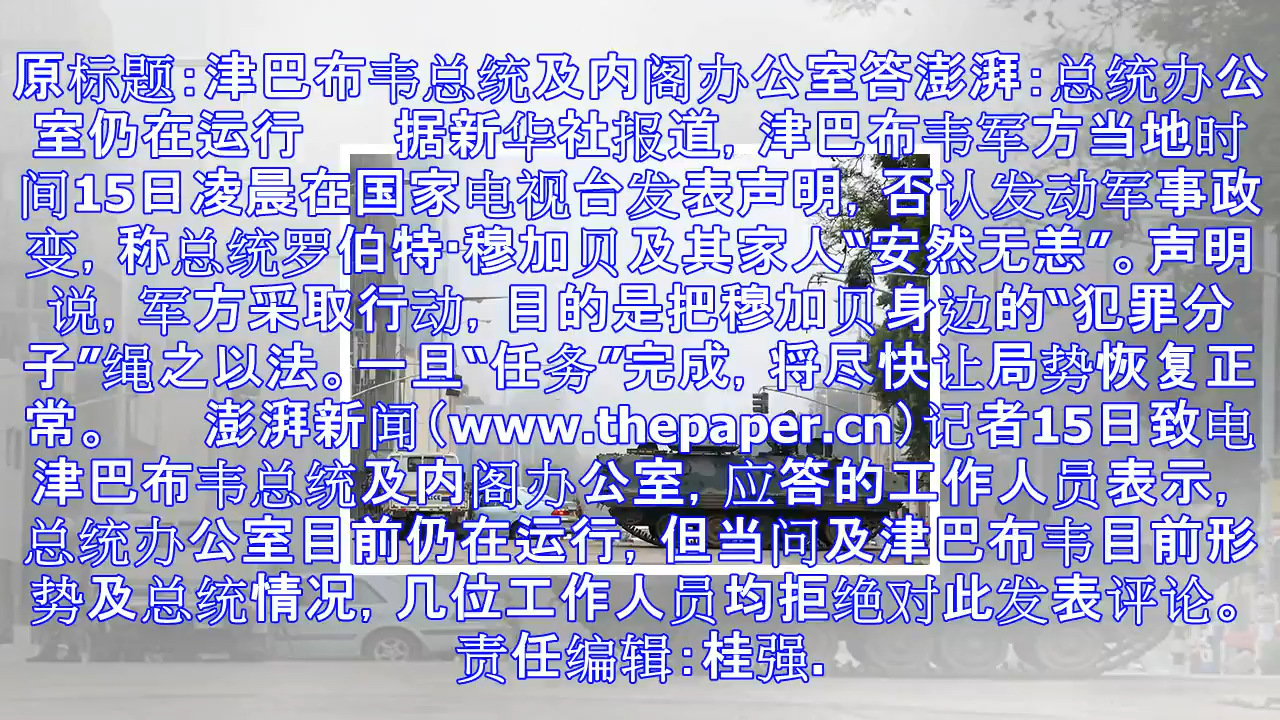 原标题:津巴布韦总统及内阁办公室答澎湃:总统办公
室仍在运行　　据新华社报道, 津巴布韦军方当地时
间15日凌晨在国家电视台发表声明, 否认发动军事政
变, 称总统罗伯特·穆加贝及其家人“安然无恙”。声明
说, 军方采取行动, 目的是把穆加贝身边的“犯罪分
子”绳之以法。一旦“任务”完成, 将尽快让局势恢复正
常。　　澎湃新闻(www.thepaper.cn)记者15日致电
津巴布韦总统及内阁办公室, 应答的工作人员表示,
总统办公室目前仍在运行, 但当问及津巴布韦目前形
势及总统情况, 几位工作人员均拒绝对此发表评论。
责任编辑:桂强.